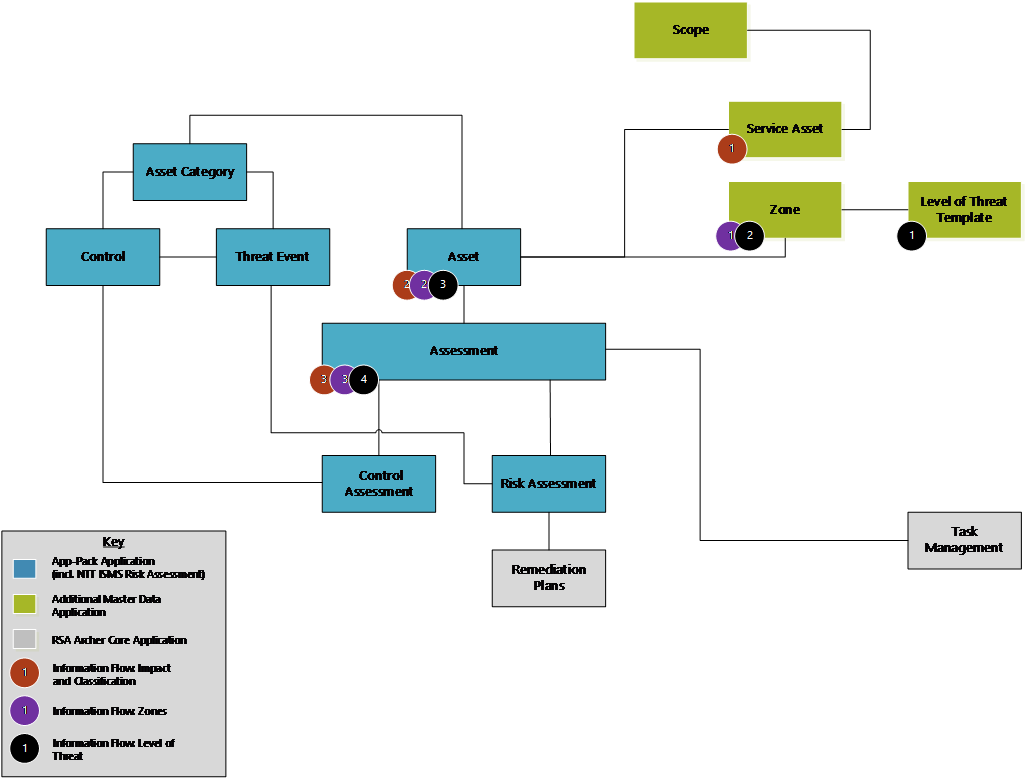 Scope
Service Asset
1
Asset Category
Zone
1
2
Level of Threat
Template
1
Control
Threat Event
Asset
2
2
3
Assessment
3
3
4
Control
Assessment
Risk Assessment
Task
Management
Remediation
Plans
Key
App-Pack Application
(incl. NTT ISMS Risk Assessment)
Additional Master Data
Application
RSA Archer Core Application
1
Information Flow: Impact
and Classification
1
Information Flow: Zones
1
Information Flow: Level of
Threat